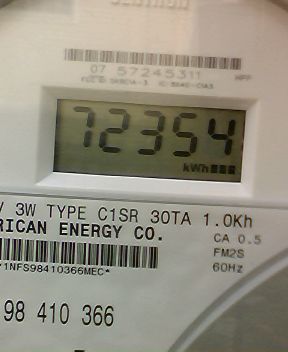 07 57245311
72354
kWh
V 3W TYPE C1SR 30TA 1.0Kh
RICAN ENERGY CO.
CA 0.5
FM2S
60Hz
*1NFS98410366MEC*
98 410 366